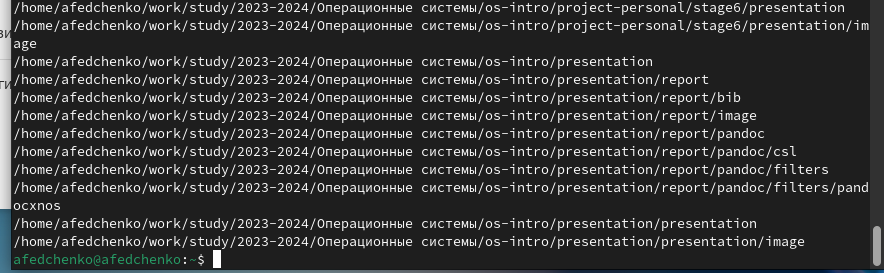 /home/afedchenko/work/study/2023-2024/Операционные системы/os-intro/project-personal/stage6/presentation
/home/afedchenko/work/study/2023-2024/Операционные системы/os-intro/project-personal/stage6/presentation/im
age
/home/afedchenko/work/study/2023-2024/Операционные системы/os-intro/presentation
/home/afedchenko/work/study/2023-2024/Операционные системы/os-intro/presentation/report
/home/afedchenko/work/study/2023-2024/Операционные системы/os-intro/presentation/report/bib
/home/afedchenko/work/study/2023-2024/Операционные системы/os-intro/presentation/report/image
/home/afedchenko/work/study/2023-2024/Операционные системы/os-intro/presentation/report/pandoc
/home/afedchenko/work/study/2023-2024/Операционные системы/os-intro/presentation/report/pandoc/csl
/home/afedchenko/work/study/2023-2024/Операционные системы/os-intro/presentation/report/pandoc/filters
/home/afedchenko/work/study/2023-2024/Операционные системы/os-intro/presentation/report/pandoc/filters/pand
ocxnos
/home/afedchenko/work/study/2023-2024/Операционные системы/os-intro/presentation/presentation
/home/afedchenko/work/study/2023-2024/Операционные системы/os-intro/presentation/presentation/image
afedchenko@afedchenko:~$